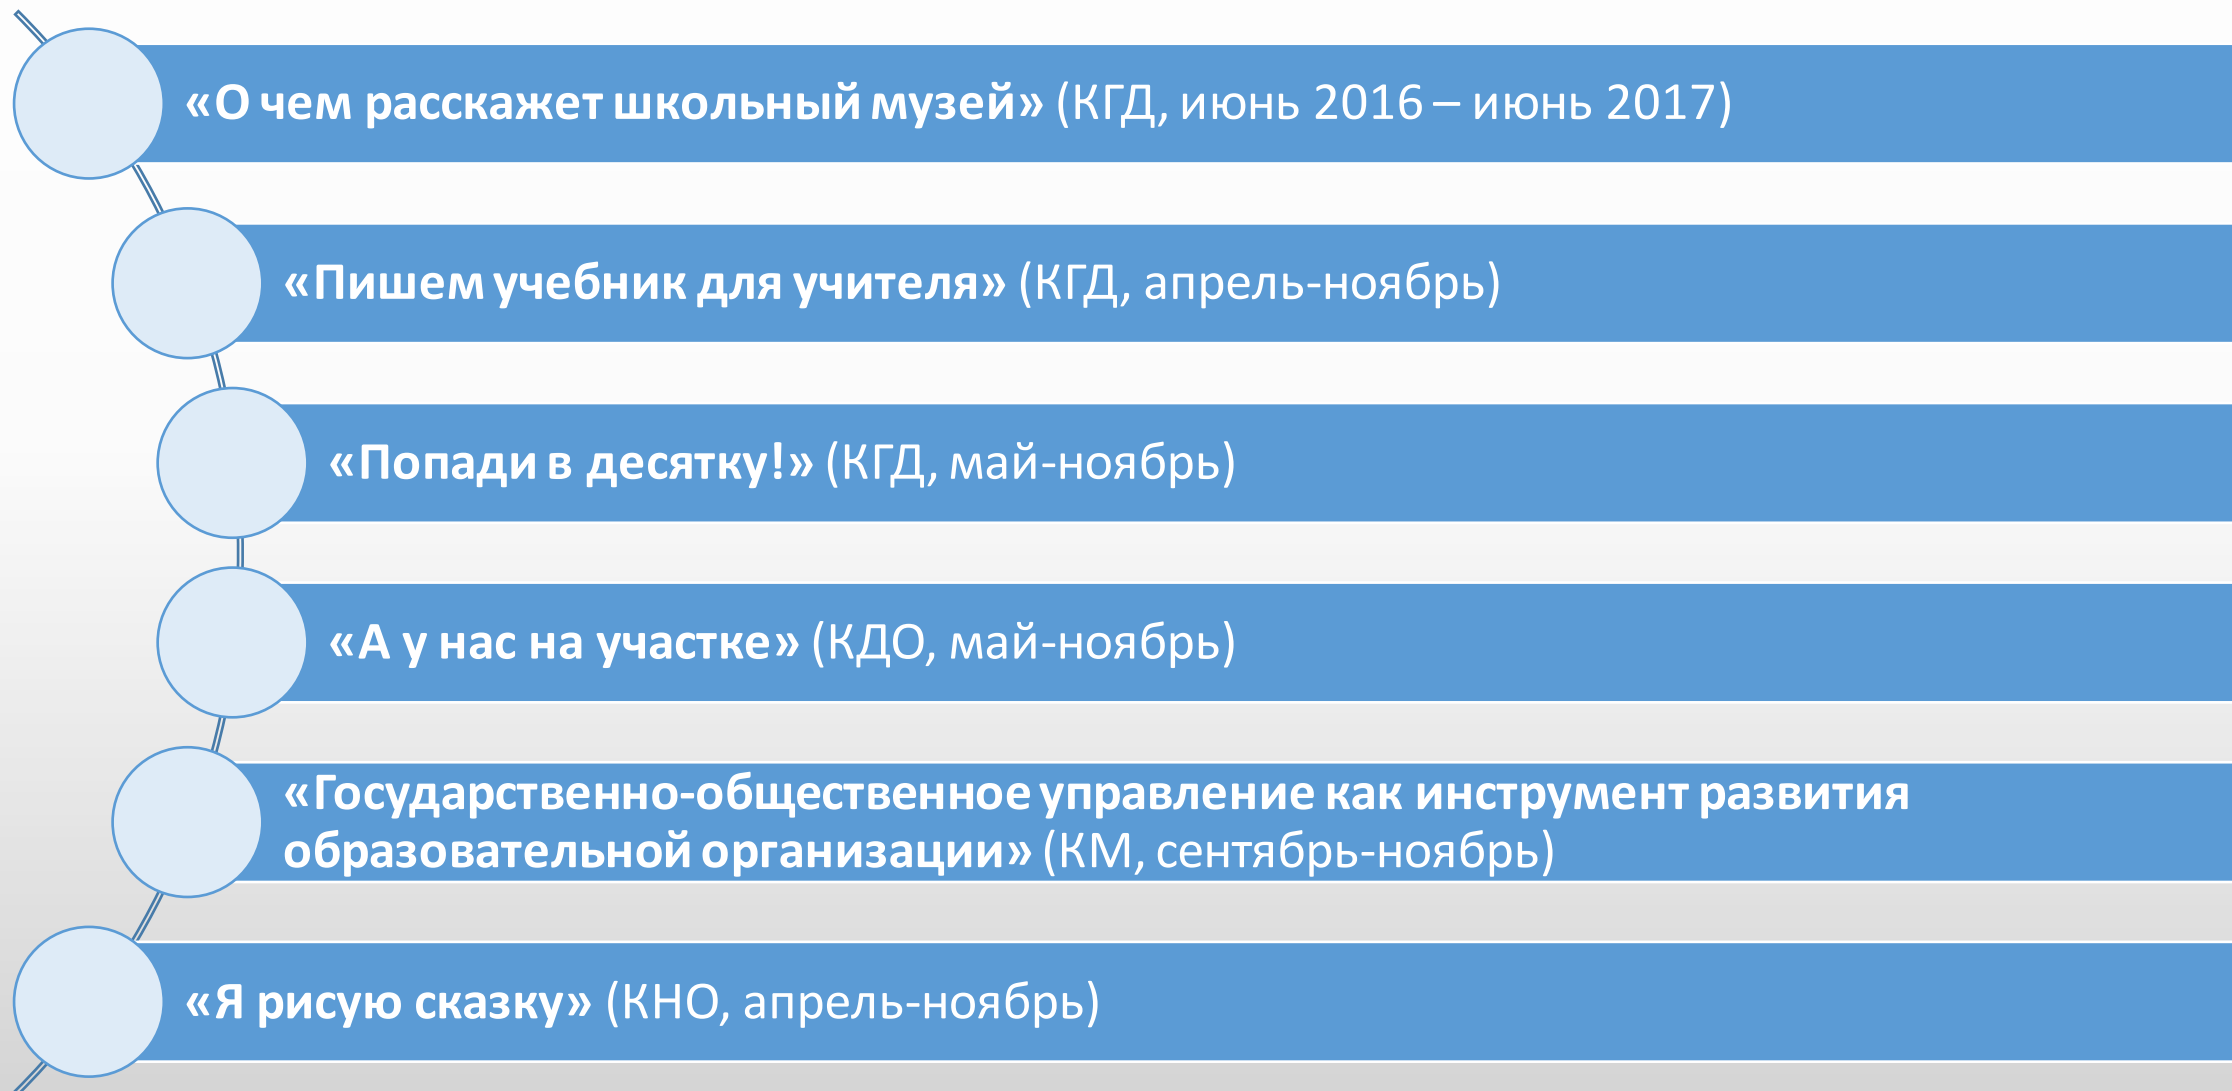 «О чем расскажет школьный музей» (КГД, июнь 2016 – июнь 2017)
«Пишем учебник для учителя» (КГД, апрель-ноябрь)
«Попади в десятку!» (КГД, май-ноябрь)
«А у нас на участке» (КДО, май-ноябрь)
«Государственно-общественное управление как инструмент развития
образовательной организации» (КМ, сентябрь-ноябрь)
«Я рисую сказку» (КНО, апрель-ноябрь)